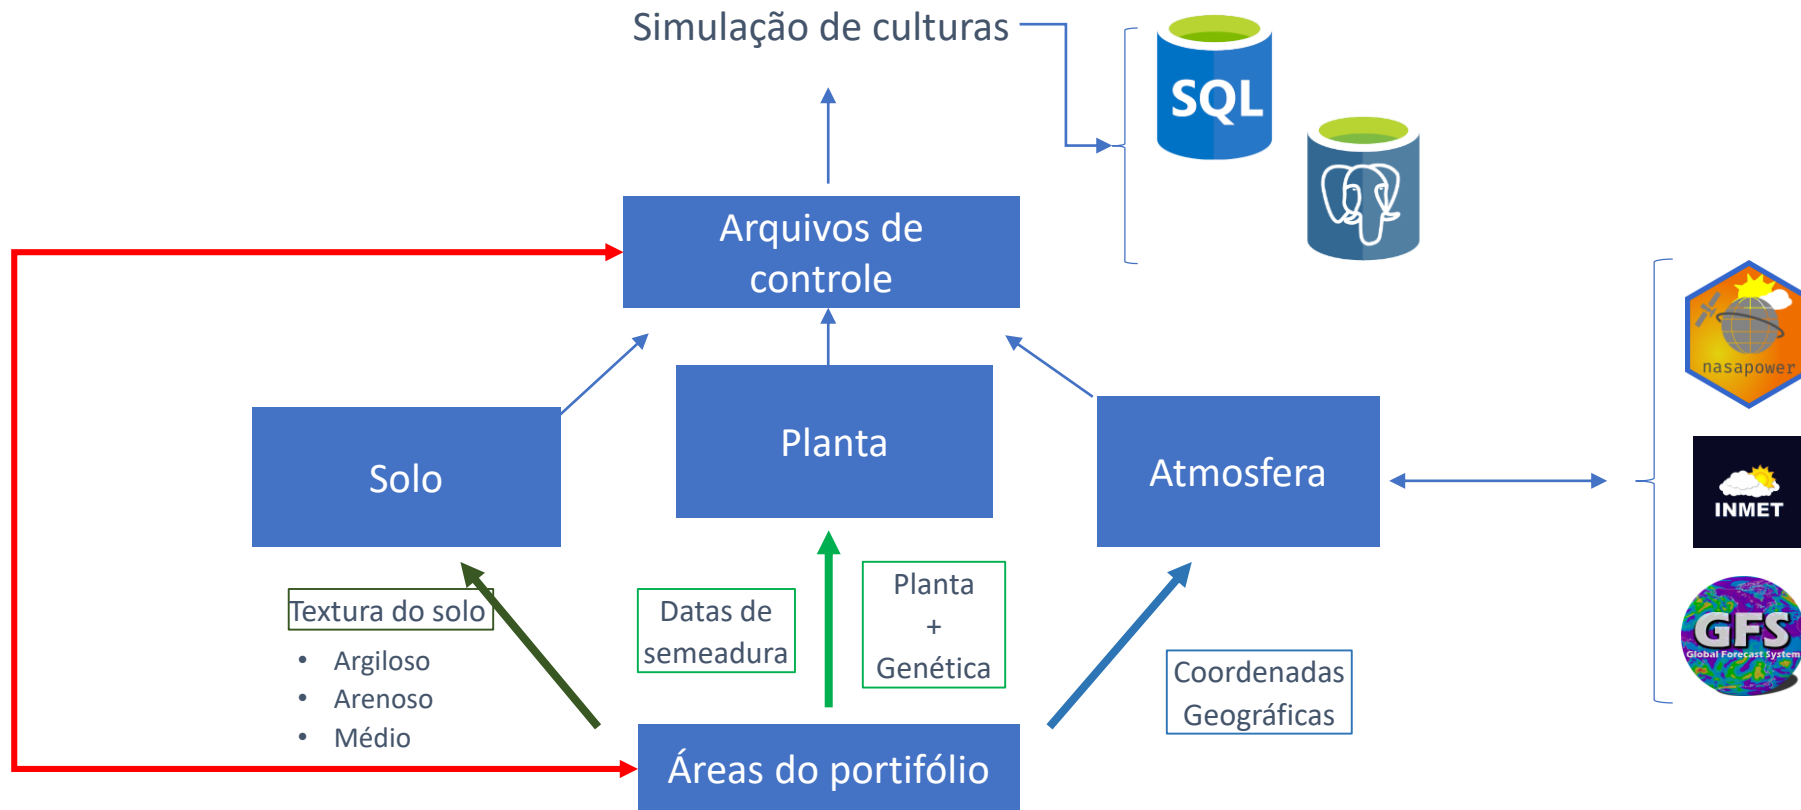 Simulação de culturas
SQL
Arquivos de
controle
nasapower
Solo
Planta
Atmosfera
INMET
Textura do solo
• Argiloso
• Arenoso
• Médio
Datas de
semeadura
Planta
+
Genética
Coordenadas
Geográficas
GFS
Global Forecast System
Áreas do portifólio